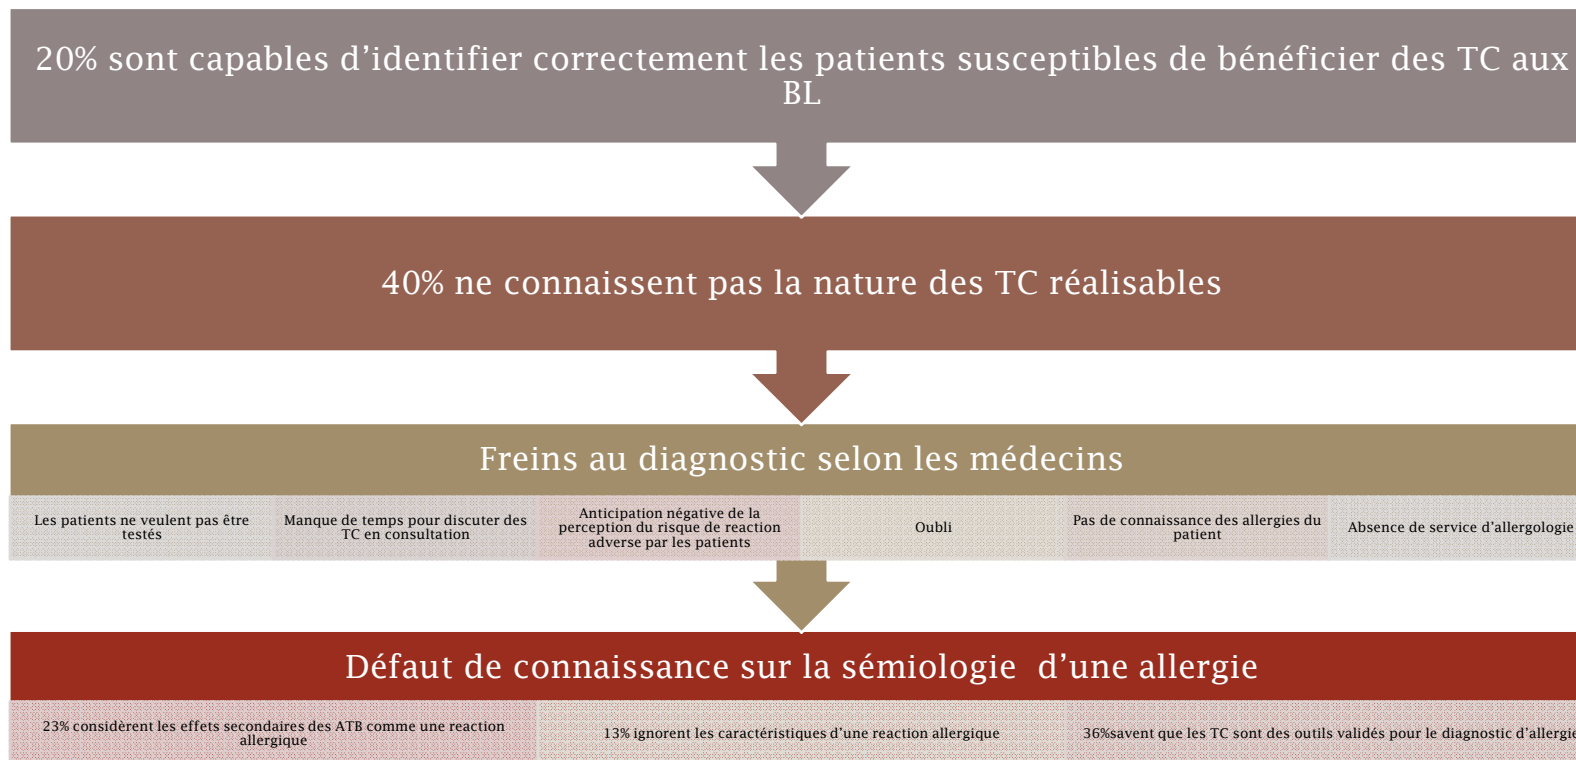 20% sont capables d’identifier correctement les patients susceptibles de bénéficier des TC aux
BL
40% ne connaissent pas la nature des TC réalisables
Freins au diagnostic selon les médecins
Les patients ne veulent pas être
testés
Manque de temps pour discuter des
TC en consultation
Anticipation négative de la
perception du risque de reaction
adverse par les patients
Oubli
Pas de connaissance des allergies du
patient
Absence de service d’allergologie
Défaut de connaissance sur la sémiologie  d’une allergie
23% considèrent les effets secondaires des ATB comme une reaction
allergique
13% ignorent les caractéristiques d’une reaction allergique
36%savent que les TC sont des outils validés pour le diagnostic d’allergie